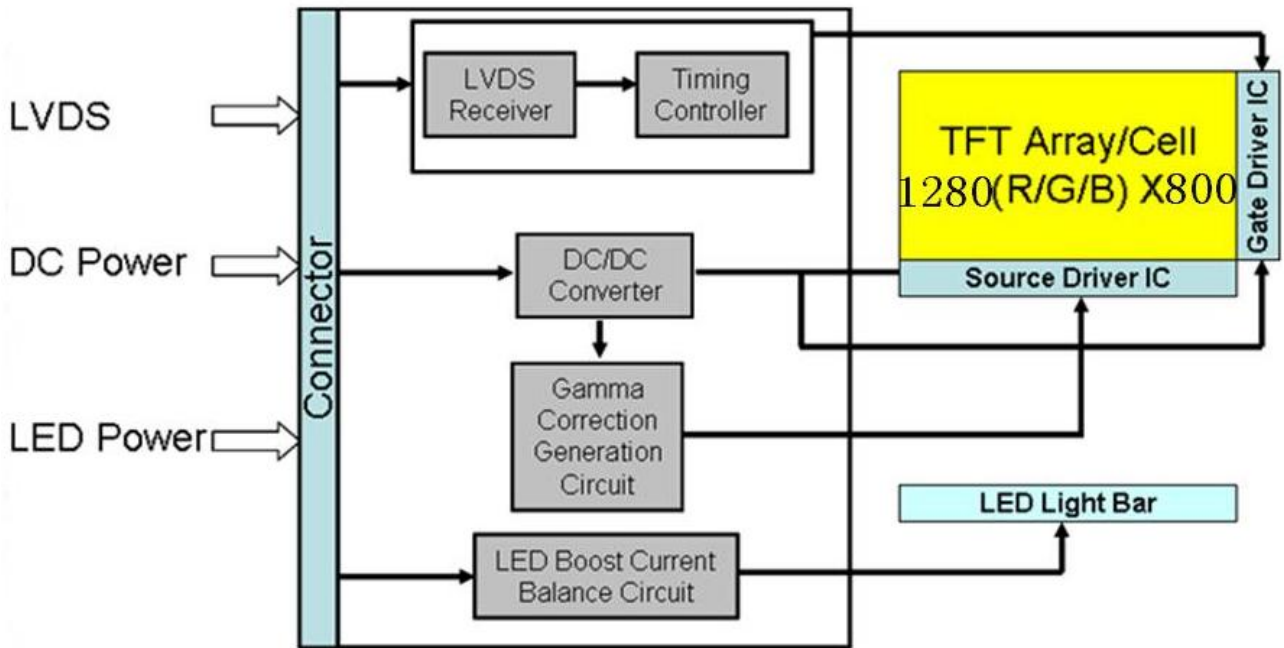 LVDS
DC Power
LED Power
Connector
LVDS
Receiver
Timing
Controller
DC/DC
Converter
Gamma
Correction
Generation
Circuit
LED Boost Current
Balance Circuit
TFT Array/Cell
1280(R/G/B) X800
Gate Driver IC
Source Driver IC
LED Light Bar